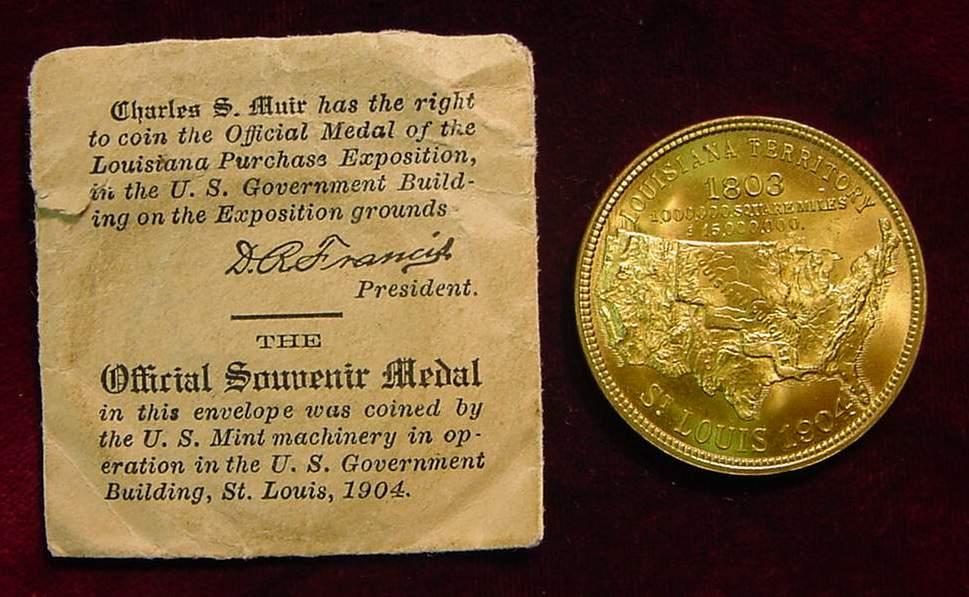 Charles S. Muir has the right
to coin the Official Medal of the
Louisiana Purchase Exposition,
in the U. S. Government Build-
ing on the Exposition grounds
D. R. Francis
President.
THE
Official Souvenir Medal
in this envelope was coined by
the U. S. Mint machinery in op-
eration in the U. S. Government
Building, St. Louis, 1904.
LOUISIANA TERRITORY
1803
1000,000 SQUARE MILES
$ 15,000,000.
ST. LOUIS 1904